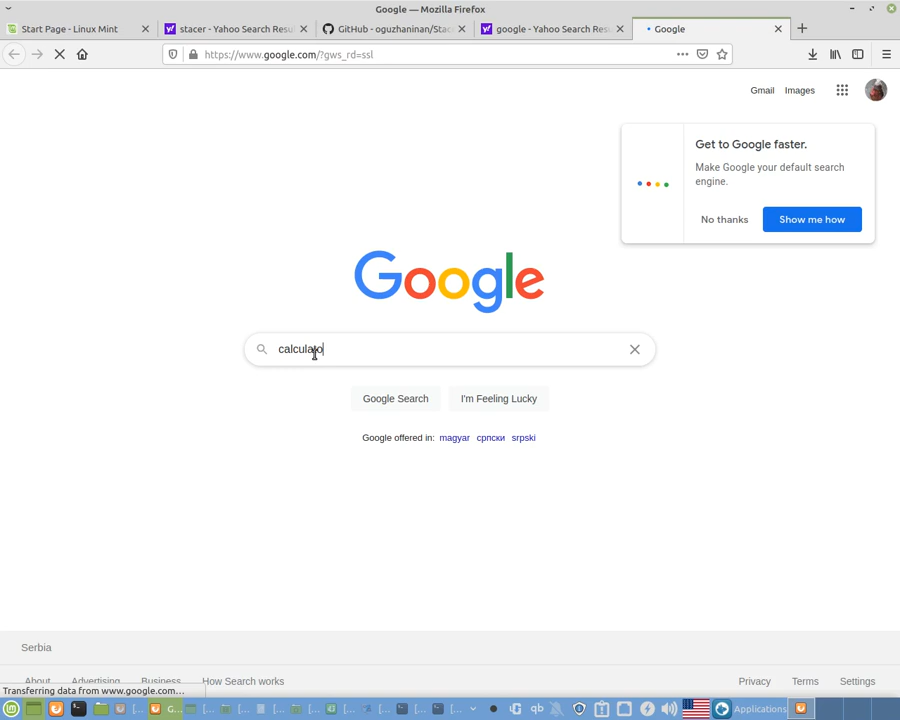 Google — Mozilla Firefox
Start Page - Linux Mint
stacer - Yahoo Search Resu
GitHub - oguzhaninan/Stac
google - Yahoo Search Resu
Google
https://www.google.com/?gws_rd=ssl
Gmail
Images
Get to Google faster.
Make Google your default search
engine.
No thanks
Show me how
Google
calculato
Google Search
I'm Feeling Lucky
Google offered in: magyar српски srpski
Serbia
About
Advertising
Business
How Search works
Privacy
Terms
Settings
Transferring data from www.google.com…
G...
qb
Applications